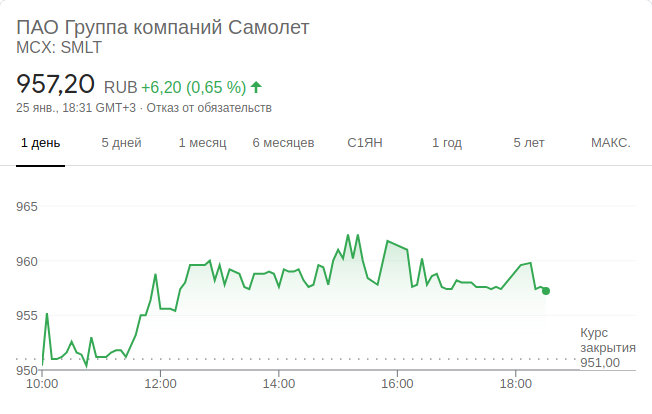 ПАО Группа компаний Самолет
MCX: SMLT
957,20 RUB +6,20 (0,65 %)
25 янв., 18:31 GMT+3 · Отказ от обязательств
1 день 5 дней 1 месяц 6 месяцев С1ЯН 1 год 5 лет МАКС.
965
960
955
950
Курс
закрытия
951,00
10:00 12:00 14:00 16:00 18:00